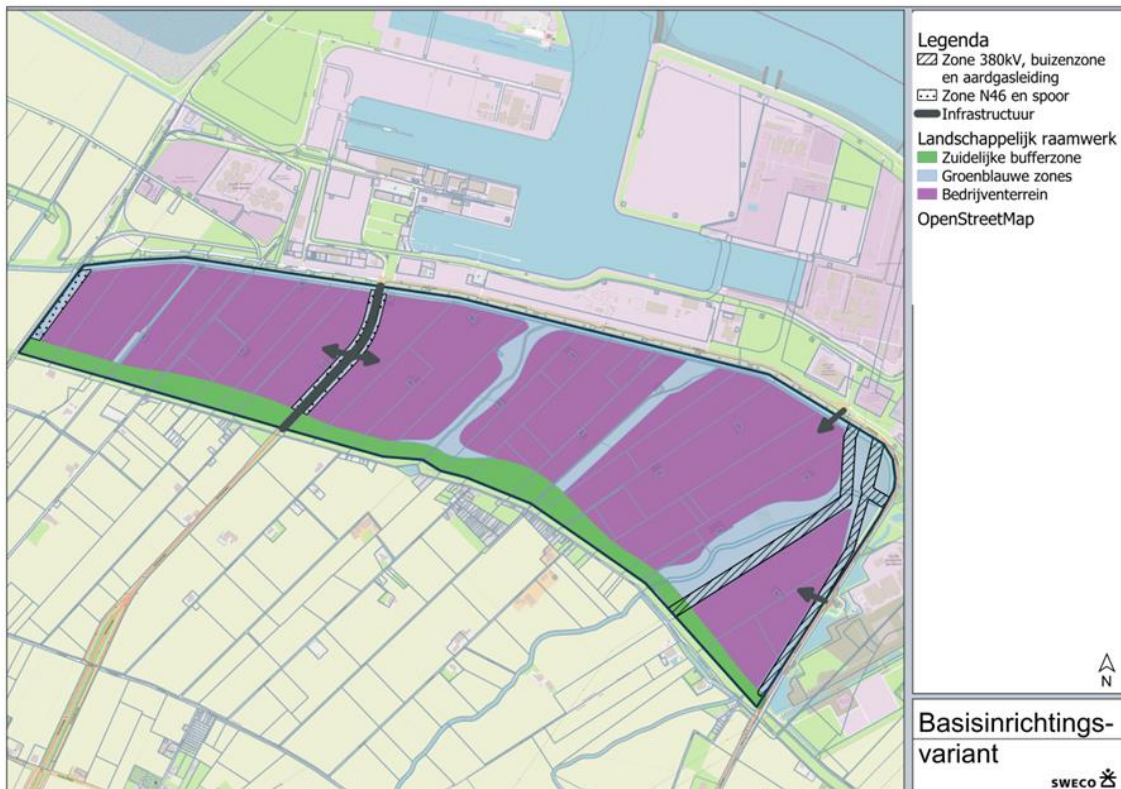 Legenda
Zone 380kV, buizenzone
en aardgasleiding
Zone N46 en spoor
Infrastructuur
Landschappelijk raamwerk
Zuidelijke bufferzone
Groenblauwe zones
Bedrijventerrein
OpenStreetMap
N
Basisinrichtings-
variant
SWECO